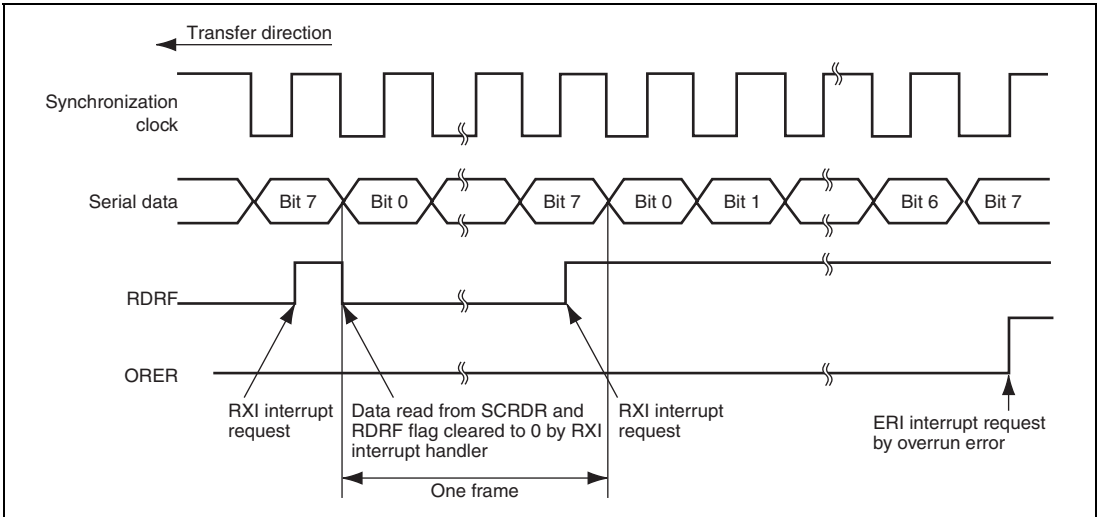 Transfer direction
Synchronization
clock
Serial data
Bit 7
Bit 0
Bit 7
Bit 0
Bit 1
Bit 6
Bit 7
RDRF
ORER
RXI interrupt
request
Data read from SCRDR and
RDRF flag cleared to 0 by RXI
interrupt handler
RXI interrupt
request
ERI interrupt request
by overrun error
One frame